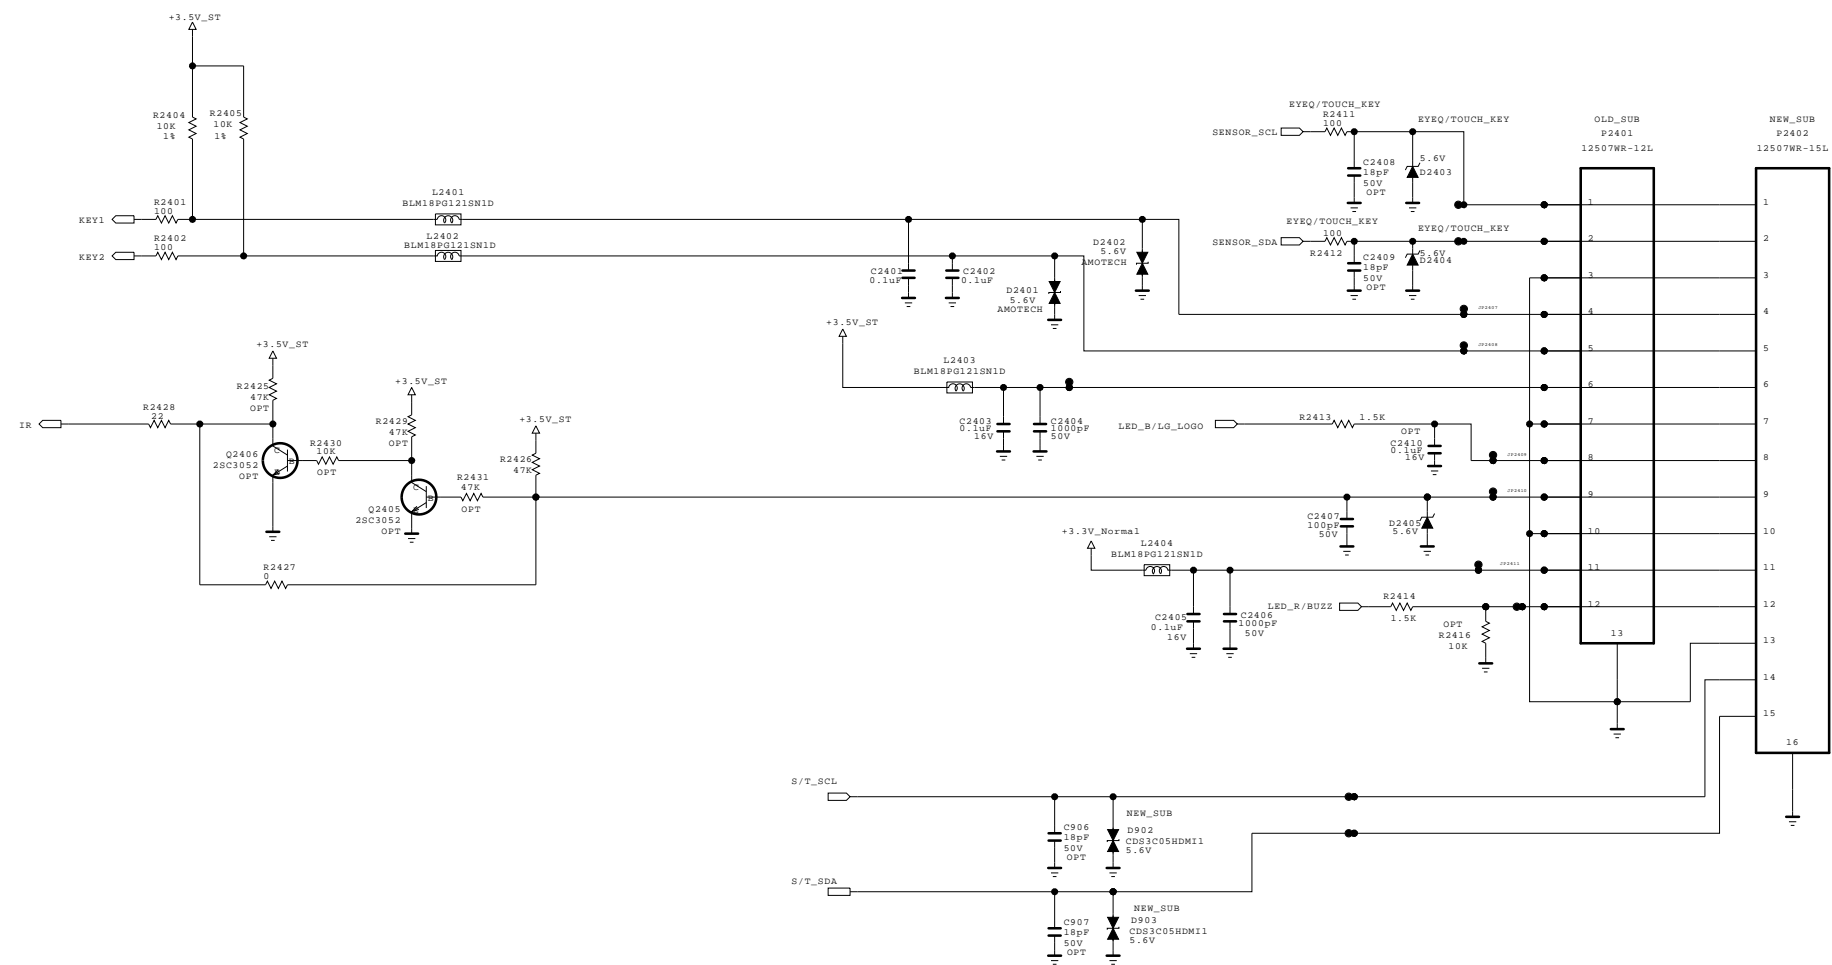 +3.5V_ST
R2404
10K
1%
R2405
10K
1%
KEY1
R2401
100
KEY2
R2402
100
L2401
BLM18PG121SN1D
L2402
BLM18PG121SN1D
C2401
0.1uF
C2402
0.1uF
D2401
5.6V
AMOTECH
D2402
5.6V
AMOTECH
EYEQ/TOUCH_KEY
R2411
100
SENSOR_SCL
EYEQ/TOUCH_KEY
C2408
18pF
50V
OPT
5.6V
D2403
EYEQ/TOUCH_KEY
100
R2412
SENSOR_SDA
EYEQ/TOUCH_KEY
C2409
18pF
50V
OPT
5.6V
D2404
OLD_SUB
P2401
12507WR-12L
1
2
3
4
5
6
7
8
9
10
11
12
13
NEW_SUB
P2402
12507WR-15L
1
2
3
4
5
6
7
8
9
10
11
12
13
14
15
16
JP2407
JP2408
+3.5V_ST
L2403
BLM18PG121SN1D
C2403
0.1uF
16V
C2404
1000pF
50V
LED_B/LG_LOGO
R2413
1.5K
OPT
C2410
0.1uF
16V
JP2409
JP2410
C2407
100pF
50V
D2405
5.6V
+3.3V_Normal
L2404
BLM18PG121SN1D
JP2411
C2405
0.1uF
16V
C2406
1000pF
50V
LED_R/BUZZ
R2414
1.5K
OPT
R2416
10K
+3.5V_ST
R2425
47K
OPT
IR
R2428
22
Q2406
2SC3052
OPT
C
B
E
R2430
10K
OPT
+3.5V_ST
R2429
47K
OPT
Q2405
2SC3052
OPT
C
B
E
R2431
47K
OPT
+3.5V_ST
R2426
47K
R2427
0
S/T_SCL
C906
18pF
50V
OPT
NEW_SUB
D902
CDS3C05HDMI1
5.6V
S/T_SDA
C907
18pF
50V
OPT
NEW_SUB
D903
CDS3C05HDMI1
5.6V